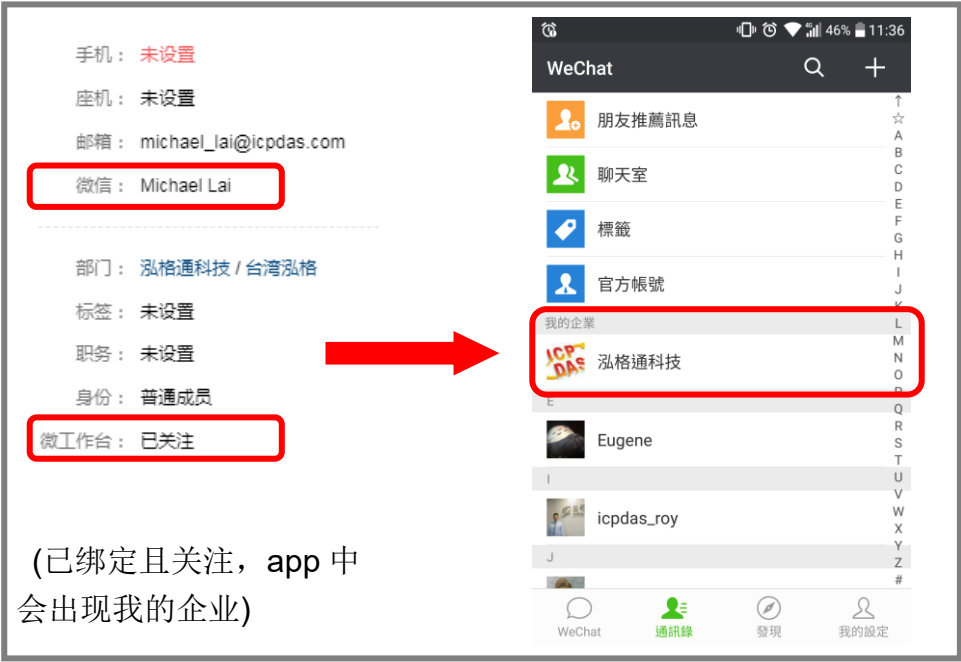 手机： 未设置
座机： 未设置
邮箱： michael_lai@icpdas.com
微信： Michael Lai
部门： 泓格通科技 / 台湾泓格
标签： 未设置
职务： 未设置
身份： 普通成员
微工作台： 已关注
(已绑定且关注，app 中
会出现我的企业)
46% 11:36
WeChat
朋友推薦訊息
聊天室
標籤
官方帳號
我的企業
ICP DAS 泓格通科技
E
Eugene
I
icpdas_roy
J
↑
☆
A
B
C
D
E
F
G
H
I
J
K
L
M
N
O
P
Q
R
S
T
U
V
W
X
Y
Z
#
WeChat 通訊錄 發現 我的設定